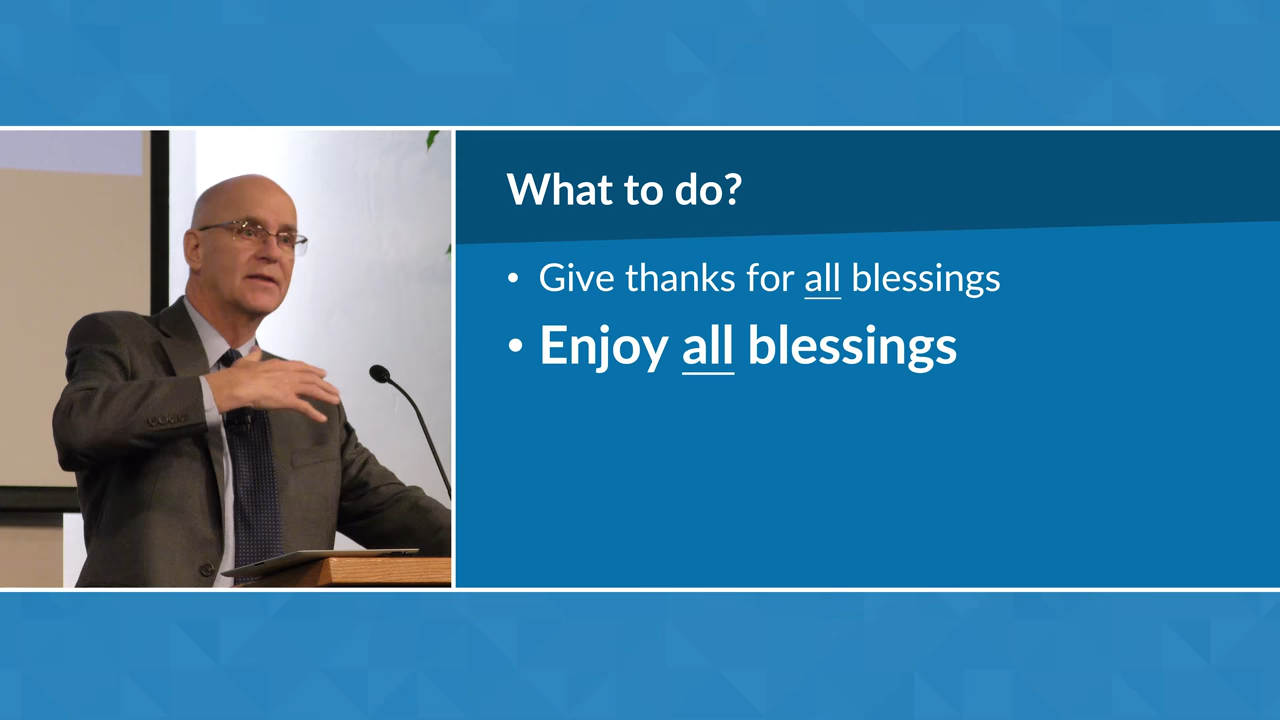 What to do?
• Give thanks for all blessings
• Enjoy all blessings